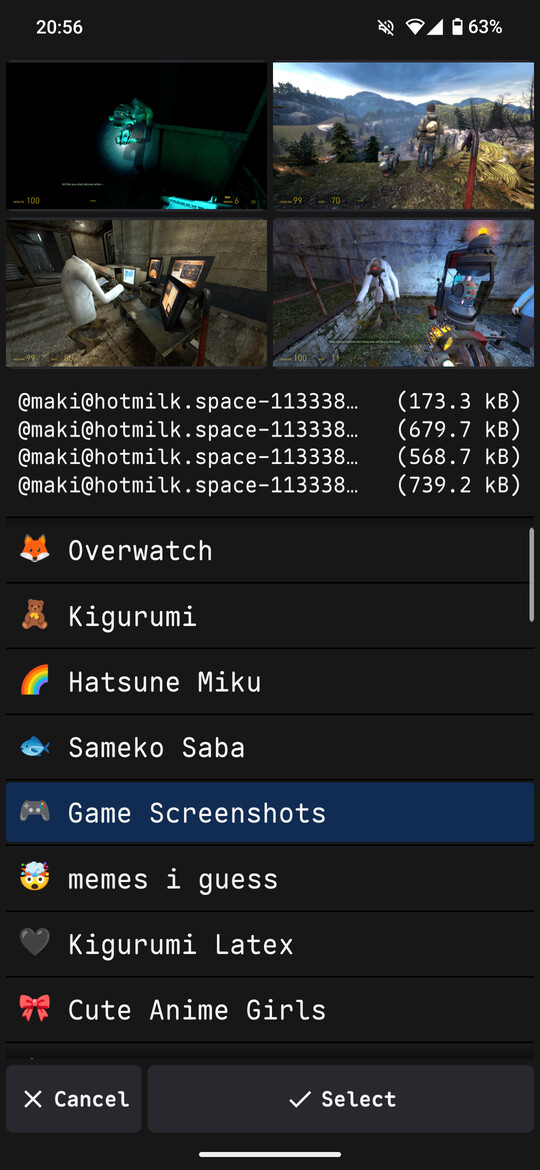 20:56
63%
100
6
99
70
99
100
11
@maki@hotmilk.space-113338… (173.3 kB)
@maki@hotmilk.space-113338… (679.7 kB)
@maki@hotmilk.space-113338… (568.7 kB)
@maki@hotmilk.space-113338… (739.2 kB)
Overwatch
Kigurumi
Hatsune Miku
Sameko Saba
Game Screenshots
memes i guess
Kigurumi Latex
Cute Anime Girls
Cancel
Select